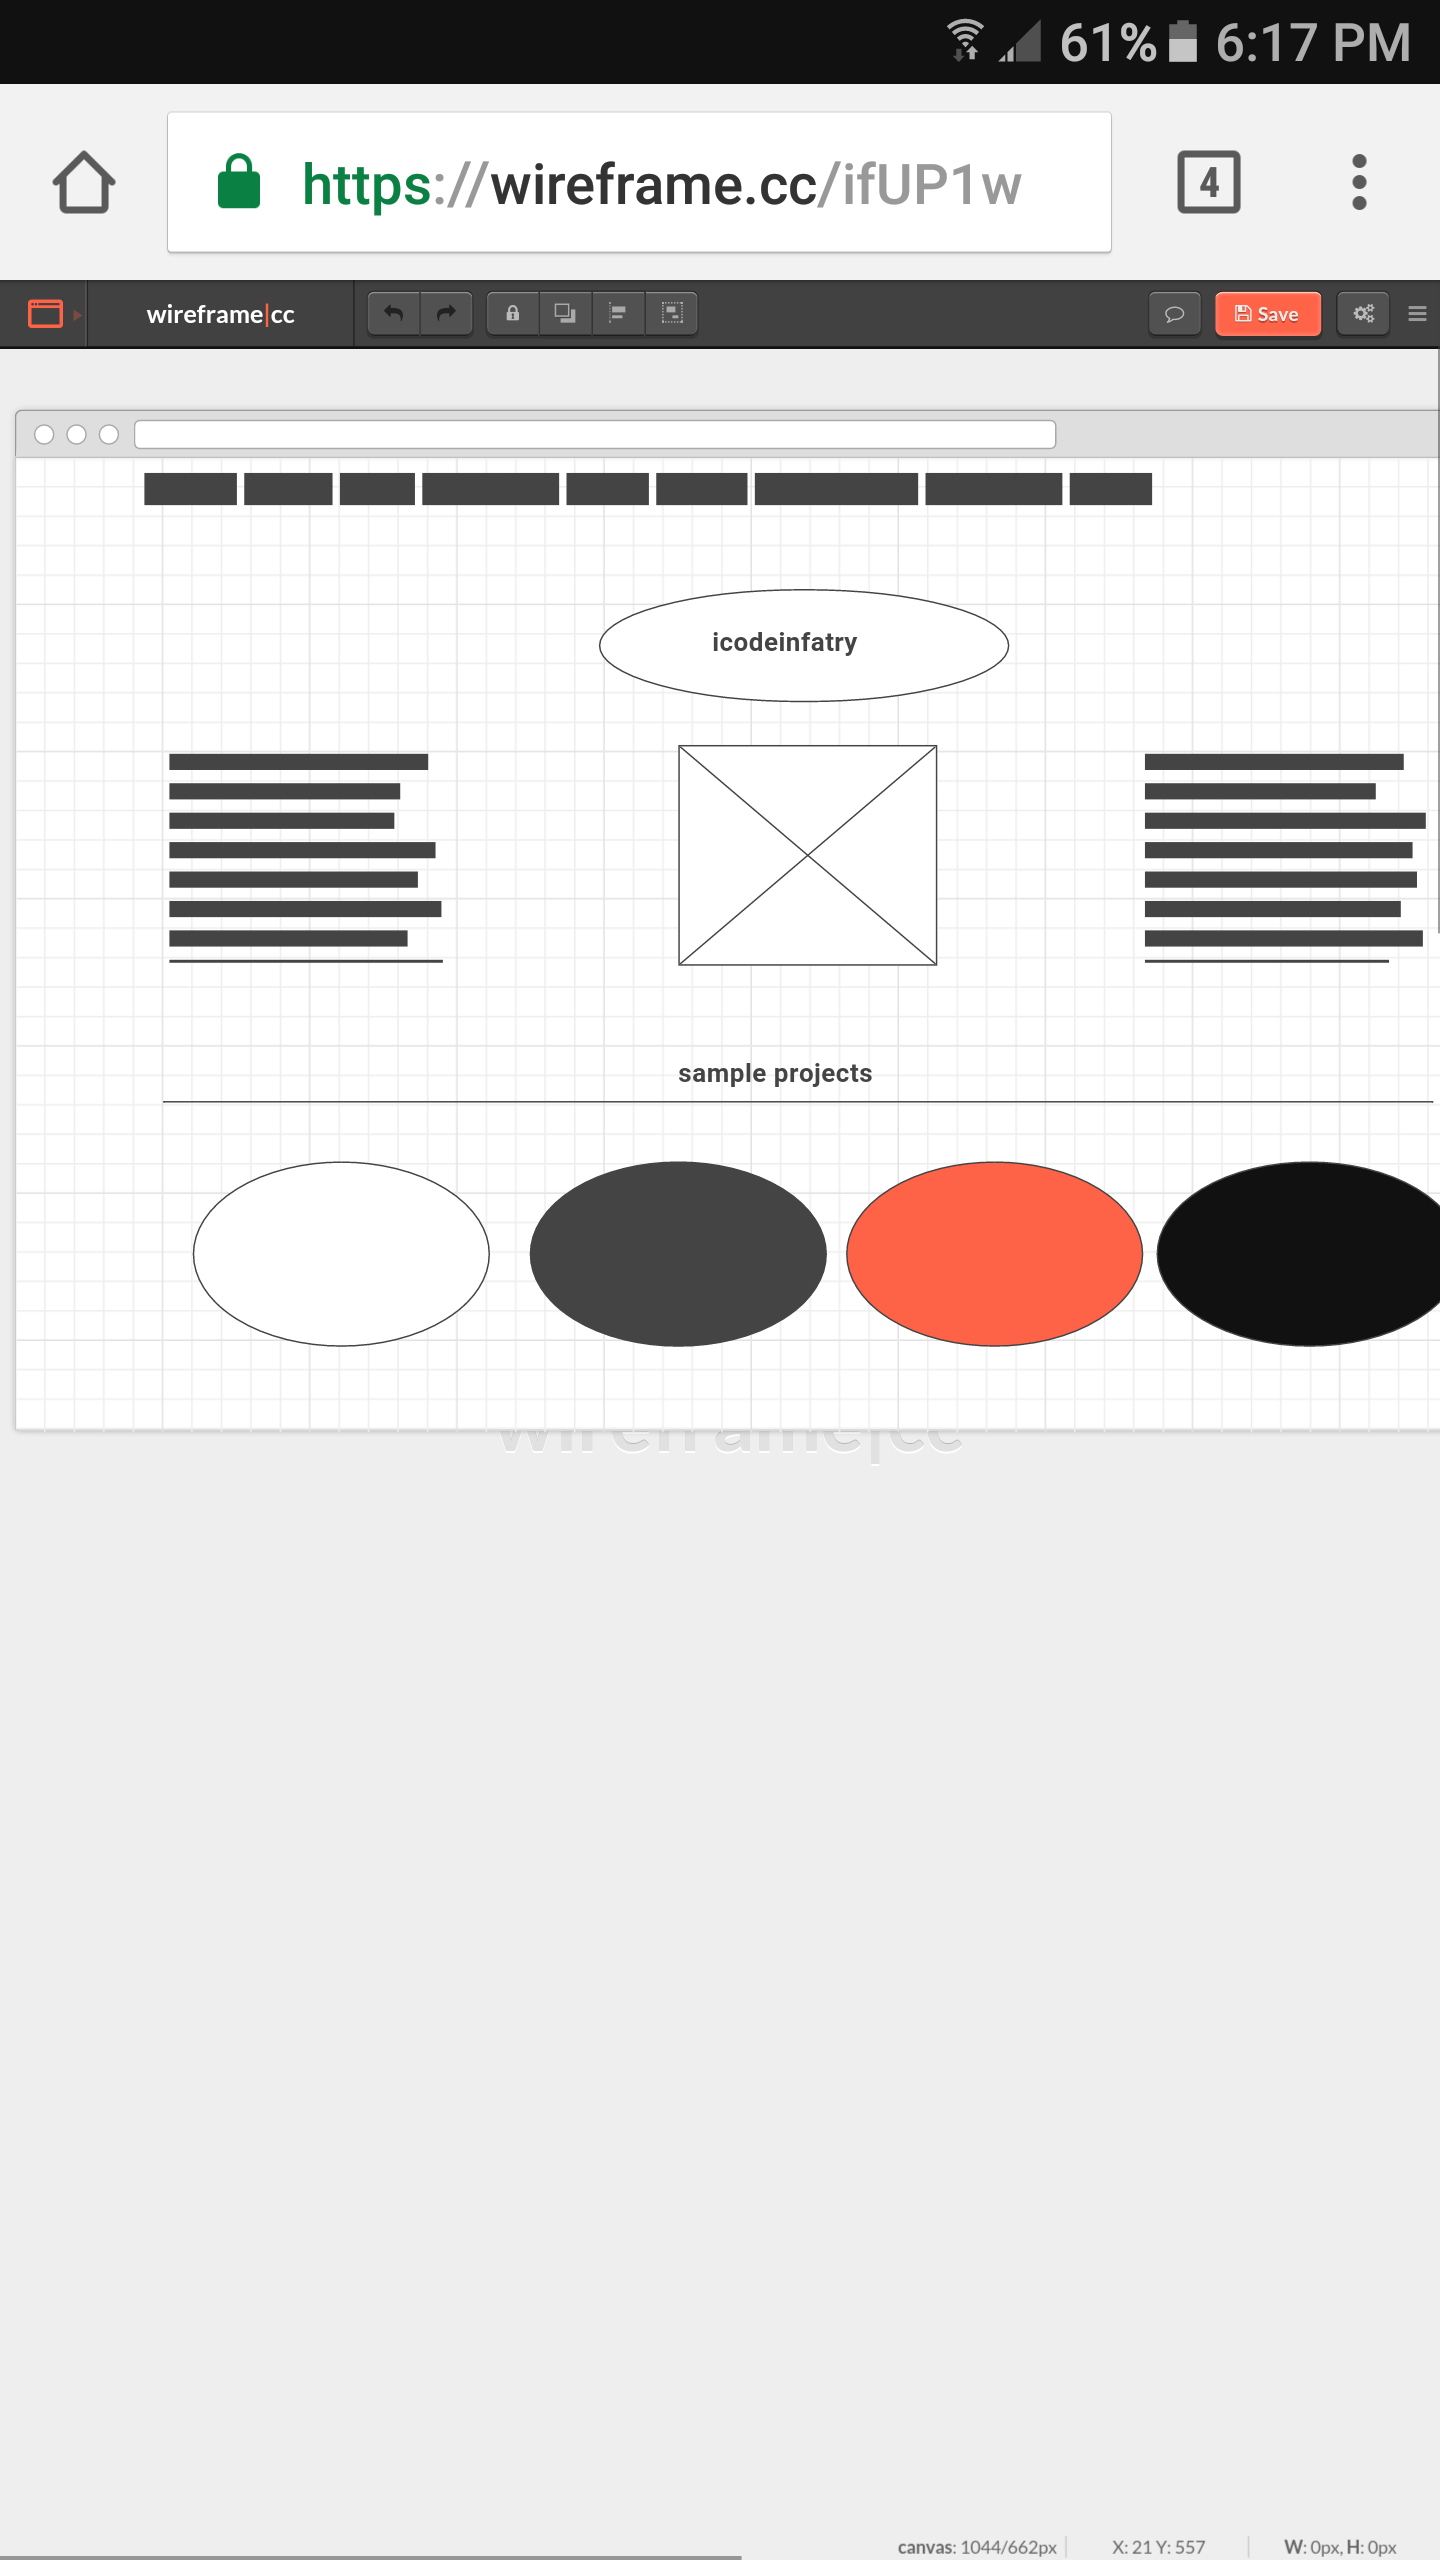 61% 6:17 PM
https://wireframe.cc/ifUP1w
4
wireframe|cc
Save
icodeinfatry
sample projects
wireframe|cc
canvas: 1044/662px X: 21 Y: 557 W: 0px, H: 0px